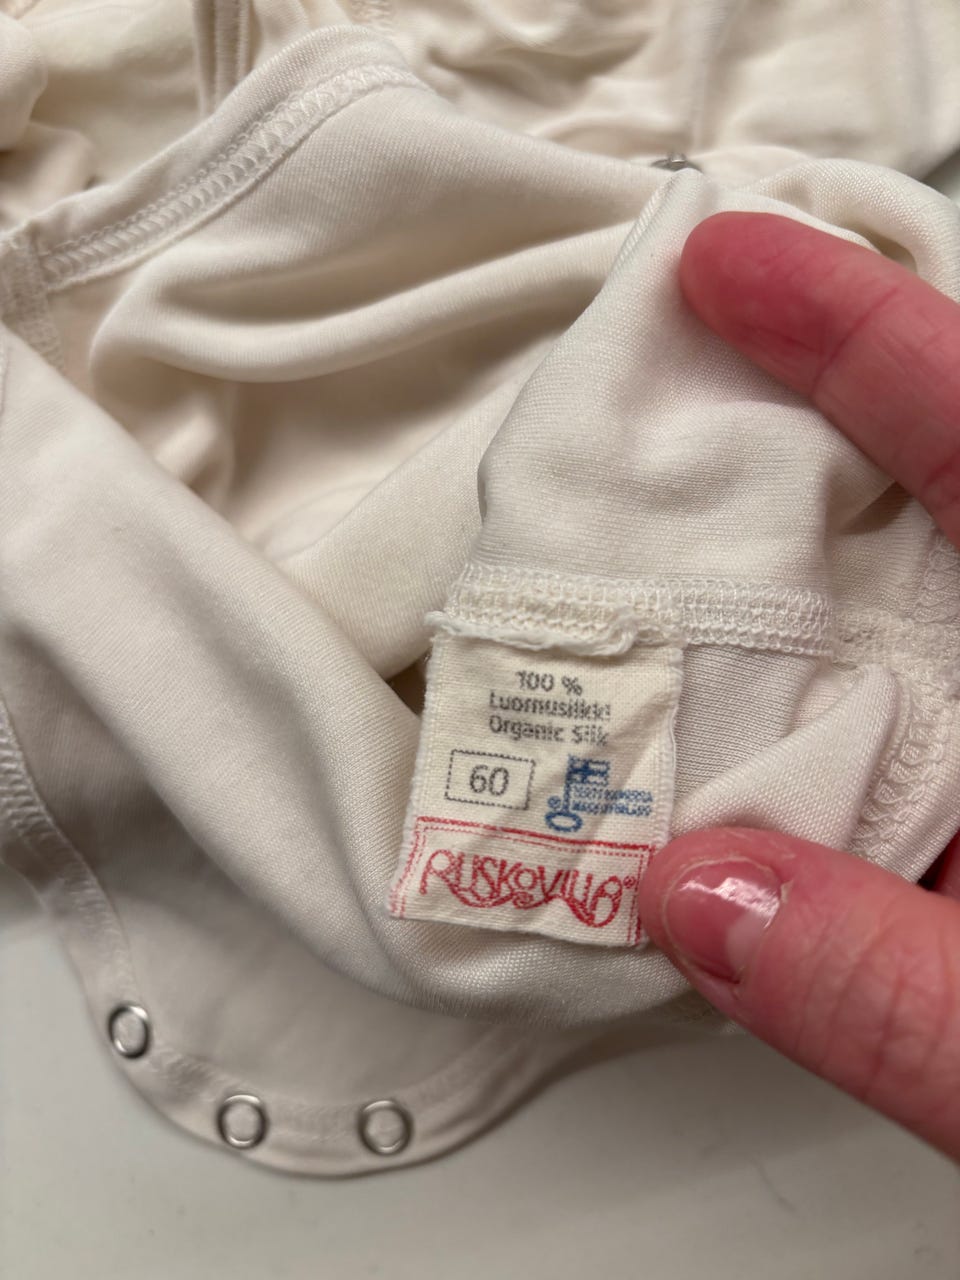 100 %
Luomusilkki
Organic Silk
60
RUSKOVILLA®